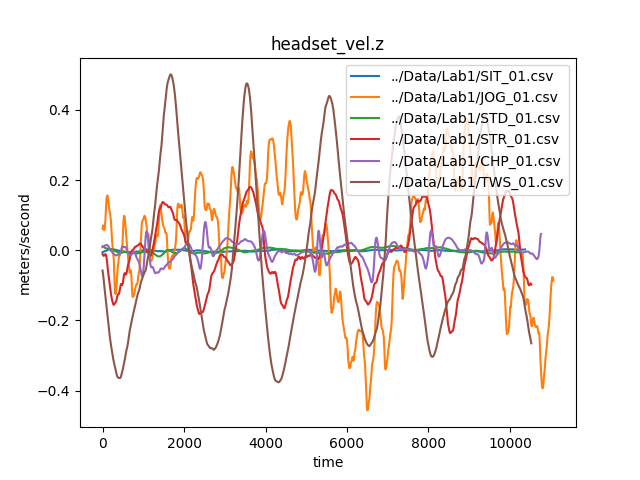 headset_vel.z
../Data/Lab1/SIT_01.csv
../Data/Lab1/JOG_01.csv
../Data/Lab1/STD_01.csv
../Data/Lab1/STR_01.csv
../Data/Lab1/CHP_01.csv
../Data/Lab1/TWS_01.csv
meters/second
0.4
0.2
0.0
−0.2
−0.4
0 2000 4000 6000 8000 10000
time